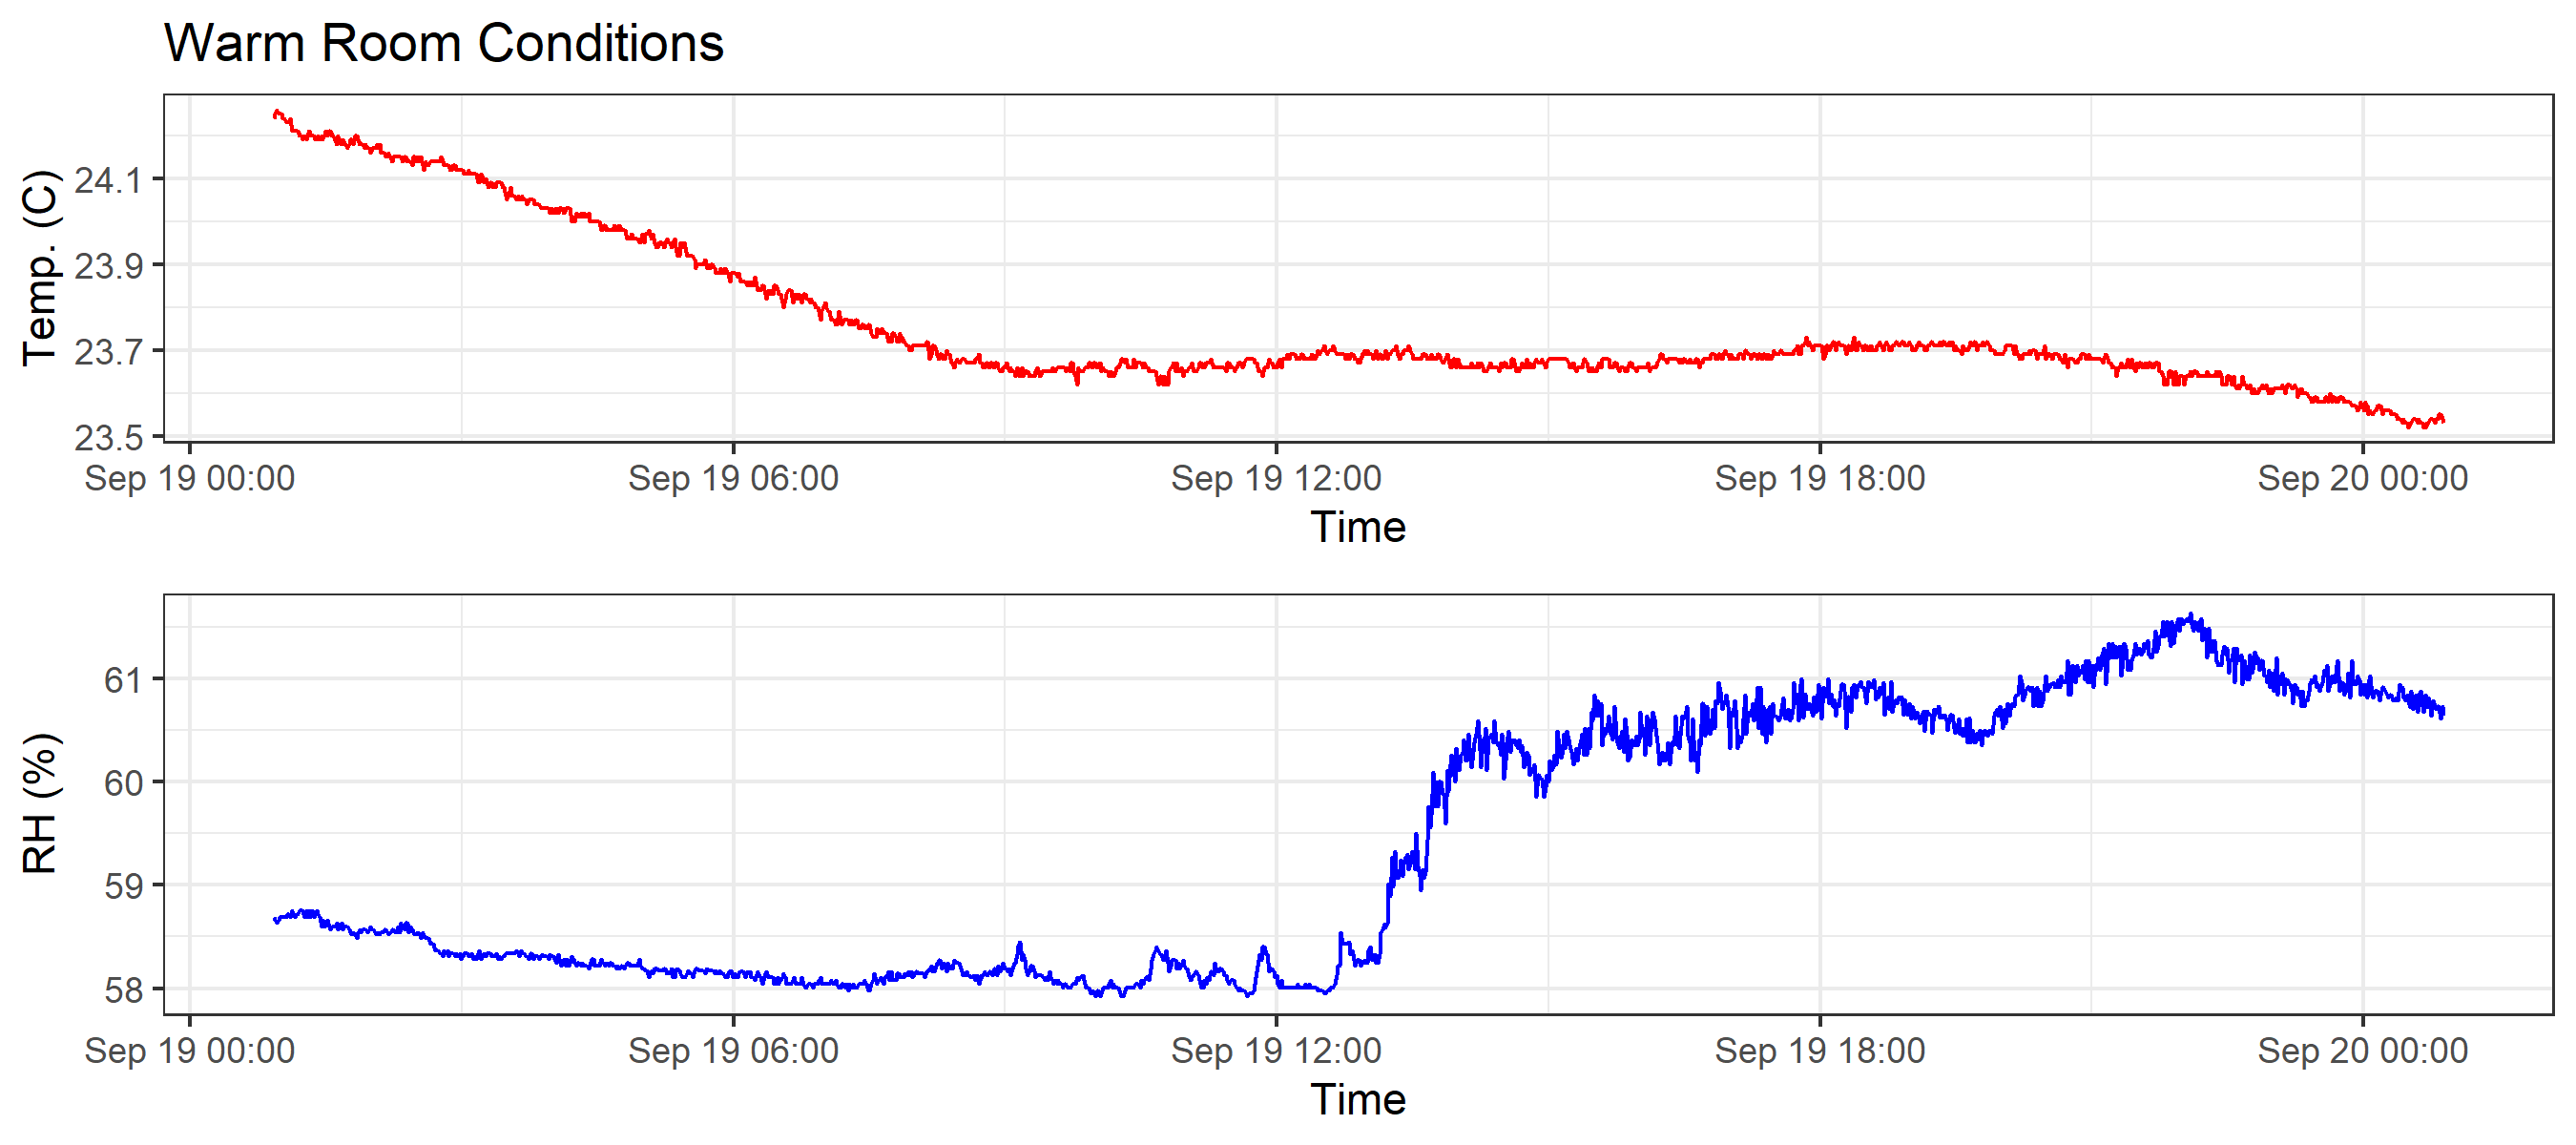 Warm Room Conditions
Temp. (C)
24.1
23.9
23.7
23.5
Sep 19 00:00 Sep 19 06:00 Sep 19 12:00 Sep 19 18:00 Sep 20 00:00
Time
RH (%)
61
60
59
58
Sep 19 00:00 Sep 19 06:00 Sep 19 12:00 Sep 19 18:00 Sep 20 00:00
Time